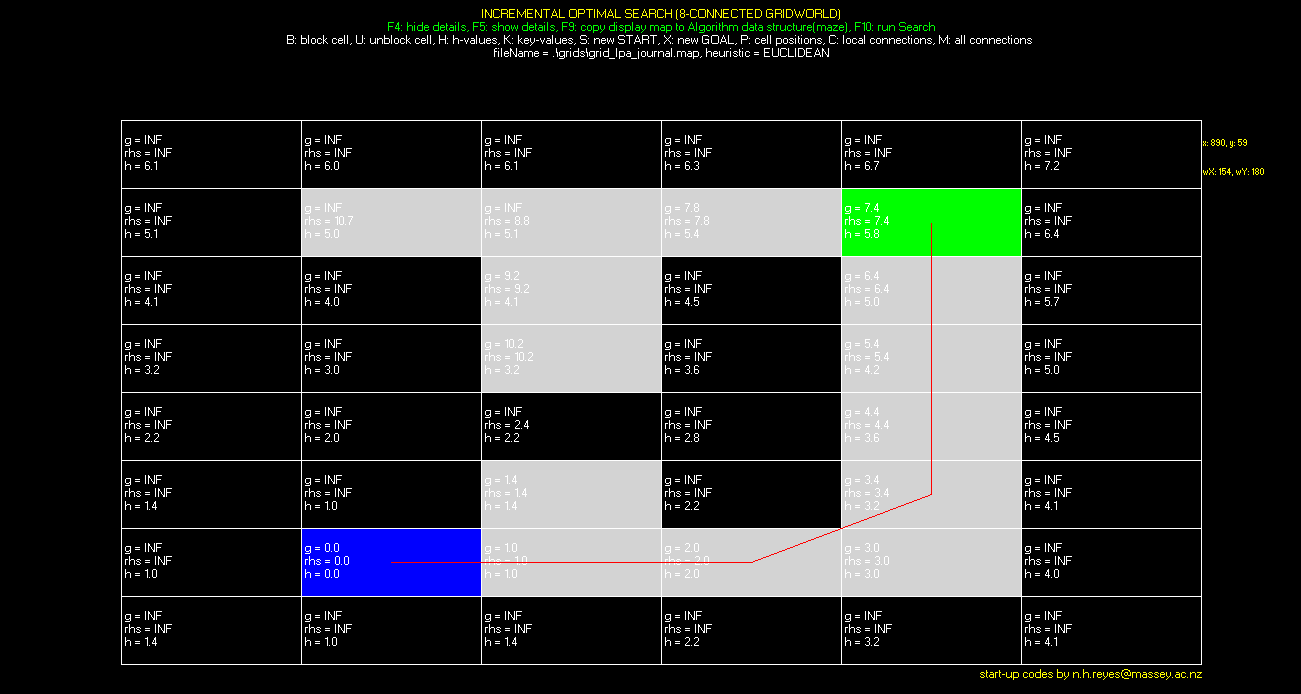 INCREMENTAL OPTIMAL SEARCH (8-CONNECTED GRIDWORLD)
F4: hide details, F5: show details, F9: copy display map to Algorithm data structure(maze), F10: run Search
B: block cell, U: unblock cell, H: h-values, K: key-values, S: new START, X: new GOAL, P: cell positions, C: local connections, M: all connections
fileName = .\grids\grid_lpa_journal.map, heuristic = EUCLIDEAN
g = INF g = INF g = INF g = INF g = INF g = INF
rhs = INF rhs = INF rhs = INF rhs = INF rhs = INF rhs = INF
h = 6.1 h = 6.0 h = 6.1 h = 6.3 h = 6.7 h = 7.2
x: 890, y: 59
wX: 154, wY: 180
g = INF g = INF g = INF g = 7.8 g = 7.4 g = INF
rhs = INF rhs = 10.7 rhs = 8.8 rhs = 7.8 rhs = 7.4 rhs = INF
h = 5.1 h = 5.0 h = 5.1 h = 5.4 h = 5.8 h = 6.4
g = INF g = INF g = 9.2 g = INF g = 6.4 g = INF
rhs = INF rhs = INF rhs = 9.2 rhs = INF rhs = 6.4 rhs = INF
h = 4.1 h = 4.0 h = 4.1 h = 4.5 h = 5.0 h = 5.7
g = INF g = INF g = 10.2 g = INF g = 5.4 g = INF
rhs = INF rhs = INF rhs = 10.2 rhs = INF rhs = 5.4 rhs = INF
h = 3.2 h = 3.0 h = 3.2 h = 3.6 h = 4.2 h = 5.0
g = INF g = INF g = INF g = INF g = 4.4 g = INF
rhs = INF rhs = INF rhs = 2.4 rhs = INF rhs = 4.4 rhs = INF
h = 2.2 h = 2.0 h = 2.2 h = 2.8 h = 3.6 h = 4.5
g = INF g = INF g = 1.4 g = INF g = 3.4 g = INF
rhs = INF rhs = INF rhs = 1.4 rhs = INF rhs = 3.4 rhs = INF
h = 1.4 h = 1.0 h = 1.4 h = 2.2 h = 3.2 h = 4.1
g = INF g = 0.0 g = 1.0 g = 2.0 g = 3.0 g = INF
rhs = INF rhs = 0.0 rhs = 1.0 rhs = 2.0 rhs = 3.0 rhs = INF
h = 1.0 h = 0.0 h = 1.0 h = 2.0 h = 3.0 h = 4.0
g = INF g = INF g = INF g = INF g = INF g = INF
rhs = INF rhs = INF rhs = INF rhs = INF rhs = INF rhs = INF
h = 1.4 h = 1.0 h = 1.4 h = 2.2 h = 3.2 h = 4.1
start-up codes by n.h.reyes@massey.ac.nz